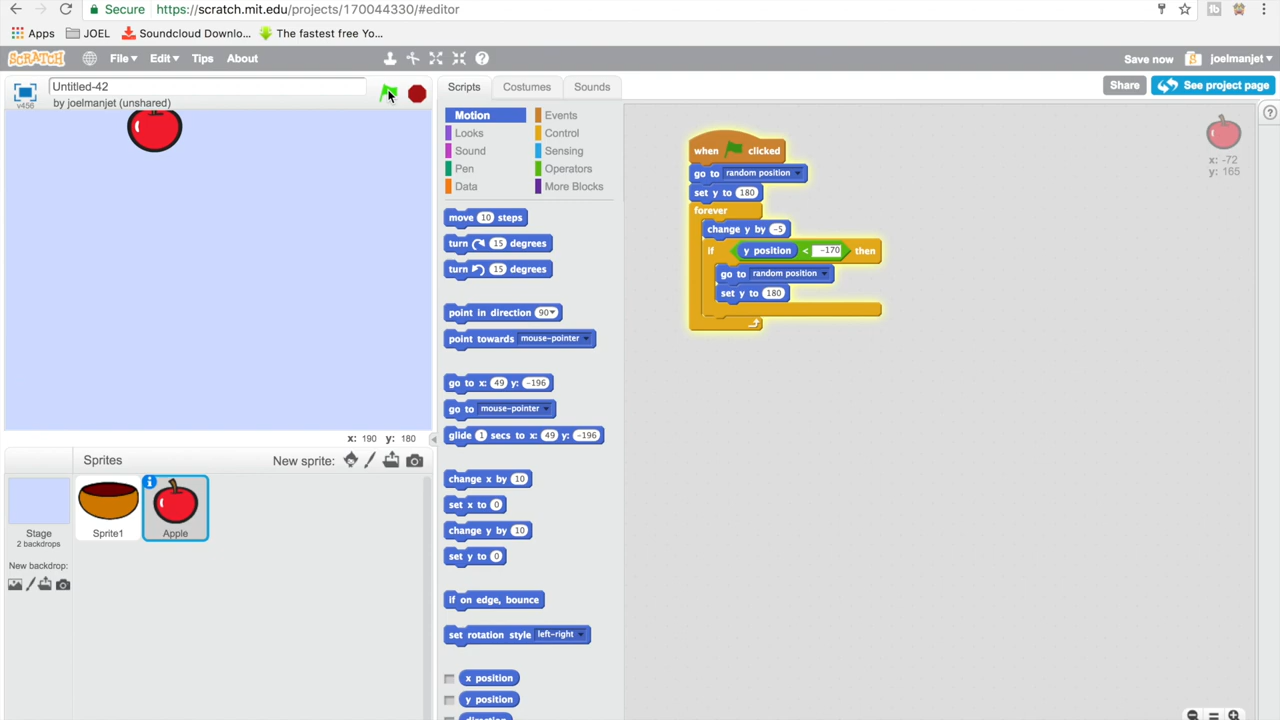 Secure https://scratch.mit.edu/projects/170044330/#editor
Apps JOEL Soundcloud Downlo... The fastest free Yo...
SCRATCH File Edit Tips About Save now joelmanjet
Untitled-42
by joelmanjet (unshared)
v456
Scripts Costumes Sounds
Share See project page
Motion Events
Looks Control
Sound Sensing
Pen Operators
Data More Blocks
move 10 steps
turn 15 degrees
turn 15 degrees
point in direction 90
point towards mouse-pointer
go to x: 49 y: -196
go to mouse-pointer
glide 1 secs to x: 49 y: -196
change x by 10
set x to 0
change y by 10
set y to 0
if on edge, bounce
set rotation style left-right
x position
y position
direction
when clicked
go to random position
set y to 180
forever
change y by -5
if y position < -170 then
go to random position
set y to 180
x: -72
y: 165
x: 190 y: 180
Sprites New sprite:
Stage
2 backdrops
New backdrop:
Sprite1
Apple